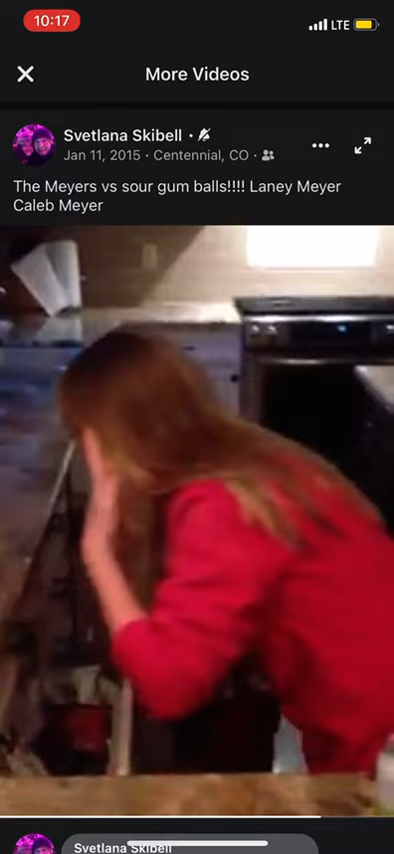 10:17
LTE
More Videos
Svetlana Skibell ·
Jan 11, 2015 · Centennial, CO ·
The Meyers vs sour gum balls!!!! Laney Meyer
Caleb Meyer
Svetlana Skibell